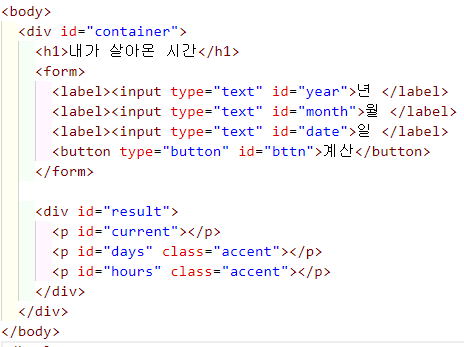 <body>
<div id="container">
<h1>내가 살아온 시간</h1>
<form>
<label><input type="text" id="year">년 </label>
<label><input type="text" id="month">월 </label>
<label><input type="text" id="date">일 </label>
<button type="button" id="bttn">계산</button>
</form>
<div id="result">
<p id="current"></p>
<p id="days" class="accent"></p>
<p id="hours" class="accent"></p>
</div>
</div>
</body>